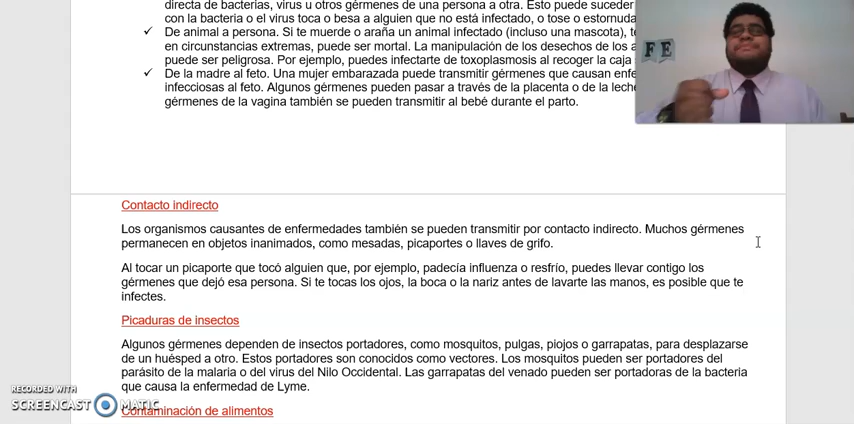 directa de bacterias, virus u otros gérmenes de una persona a otra. Esto puede suceder
con la bacteria o el virus toca o besa a alguien que no está infectado, o tose o estornuda
✓ De animal a persona. Si te muerde o araña un animal infectado (incluso una mascota),
en circunstancias extremas, puede ser mortal. La manipulación de los desechos de los
puede ser peligrosa. Por ejemplo, puedes infectarte de toxoplasmosis al recoger la caja
✓ De la madre al feto. Una mujer embarazada puede transmitir gérmenes que causan
infecciosas al feto. Algunos gérmenes pueden pasar a través de la placenta o de la
gérmenes de la vagina también se pueden transmitir al bebé durante el parto.
F E
Contacto indirecto
Los organismos causantes de enfermedades también se pueden transmitir por contacto indirecto. Muchos gérmenes
permanecen en objetos inanimados, como mesadas, picaportes o llaves de grifo.
Al tocar un picaporte que tocó alguien que, por ejemplo, padecía influenza o resfrío, puedes llevar contigo los
gérmenes que dejó esa persona. Si te tocas los ojos, la boca o la nariz antes de lavarte las manos, es posible que te
infectes.
Picaduras de insectos
Algunos gérmenes dependen de insectos portadores, como mosquitos, pulgas, piojos o garrapatas, para desplazarse
de un huésped a otro. Estos portadores son conocidos como vectores. Los mosquitos pueden ser portadores del
parásito de la malaria o del virus del Nilo Occidental. Las garrapatas del venado pueden ser portadoras de la bacteria
que causa la enfermedad de Lyme.
Contaminación de alimentos
RECORDED WITH
SCREENCAST MATIC